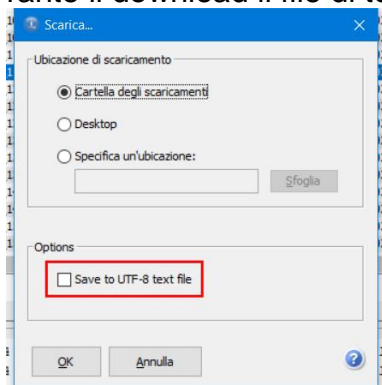 Scarica...
Ubicazione di scaricamento
Cartella degli scaricamenti
Desktop
Specifica un'ubicazione:
Sfoglia
Options
Save to UTF-8 text file
OK
Annulla